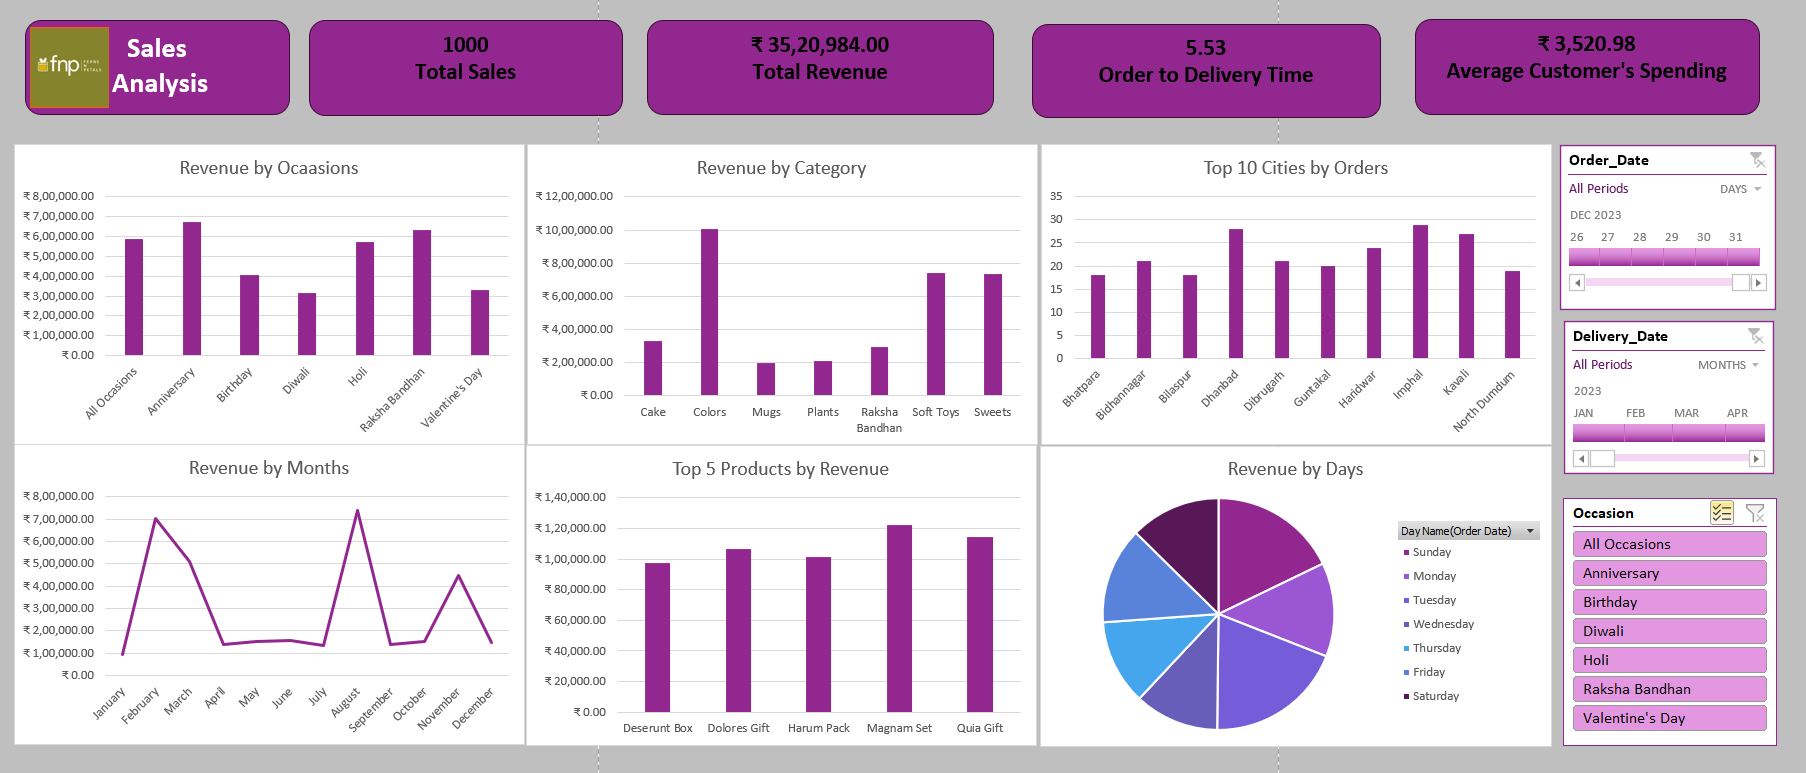 fnp
FERNS
N
PETALS
Sales
Analysis
1000
Total Sales
₹ 35,20,984.00
Total Revenue
5.53
Order to Delivery Time
₹ 3,520.98
Average Customer's Spending
Revenue by Ocaasions
₹ 8,00,000.00
₹ 7,00,000.00
₹ 6,00,000.00
₹ 5,00,000.00
₹ 4,00,000.00
₹ 3,00,000.00
₹ 2,00,000.00
₹ 1,00,000.00
₹ 0.00
All Occasions
Anniversary
Birthday
Diwali
Holi
Raksha Bandhan
Valentine's Day
Revenue by Category
₹ 12,00,000.00
₹ 10,00,000.00
₹ 8,00,000.00
₹ 6,00,000.00
₹ 4,00,000.00
₹ 2,00,000.00
₹ 0.00
Cake
Colors
Mugs
Plants
Raksha
Bandhan
Soft Toys
Sweets
Top 10 Cities by Orders
35
30
25
20
15
10
5
0
Bhatpara
Bidhannagar
Bilaspur
Dhanbad
Dibrugarh
Guntakal
Haridwar
Imphal
Kavali
North Dumdum
Order_Date
All Periods DAYS
DEC 2023
26 27 28 29 30 31
Delivery_Date
All Periods MONTHS
2023
JAN FEB MAR APR
Revenue by Months
₹ 8,00,000.00
₹ 7,00,000.00
₹ 6,00,000.00
₹ 5,00,000.00
₹ 4,00,000.00
₹ 3,00,000.00
₹ 2,00,000.00
₹ 1,00,000.00
₹ 0.00
January
February
March
April
May
June
July
August
September
October
November
December
Top 5 Products by Revenue
₹ 1,40,000.00
₹ 1,20,000.00
₹ 1,00,000.00
₹ 80,000.00
₹ 60,000.00
₹ 40,000.00
₹ 20,000.00
₹ 0.00
Deserunt Box
Dolores Gift
Harum Pack
Magnam Set
Quia Gift
Revenue by Days
Day Name(Order Date)
Sunday
Monday
Tuesday
Wednesday
Thursday
Friday
Saturday
Occasion
All Occasions
Anniversary
Birthday
Diwali
Holi
Raksha Bandhan
Valentine's Day